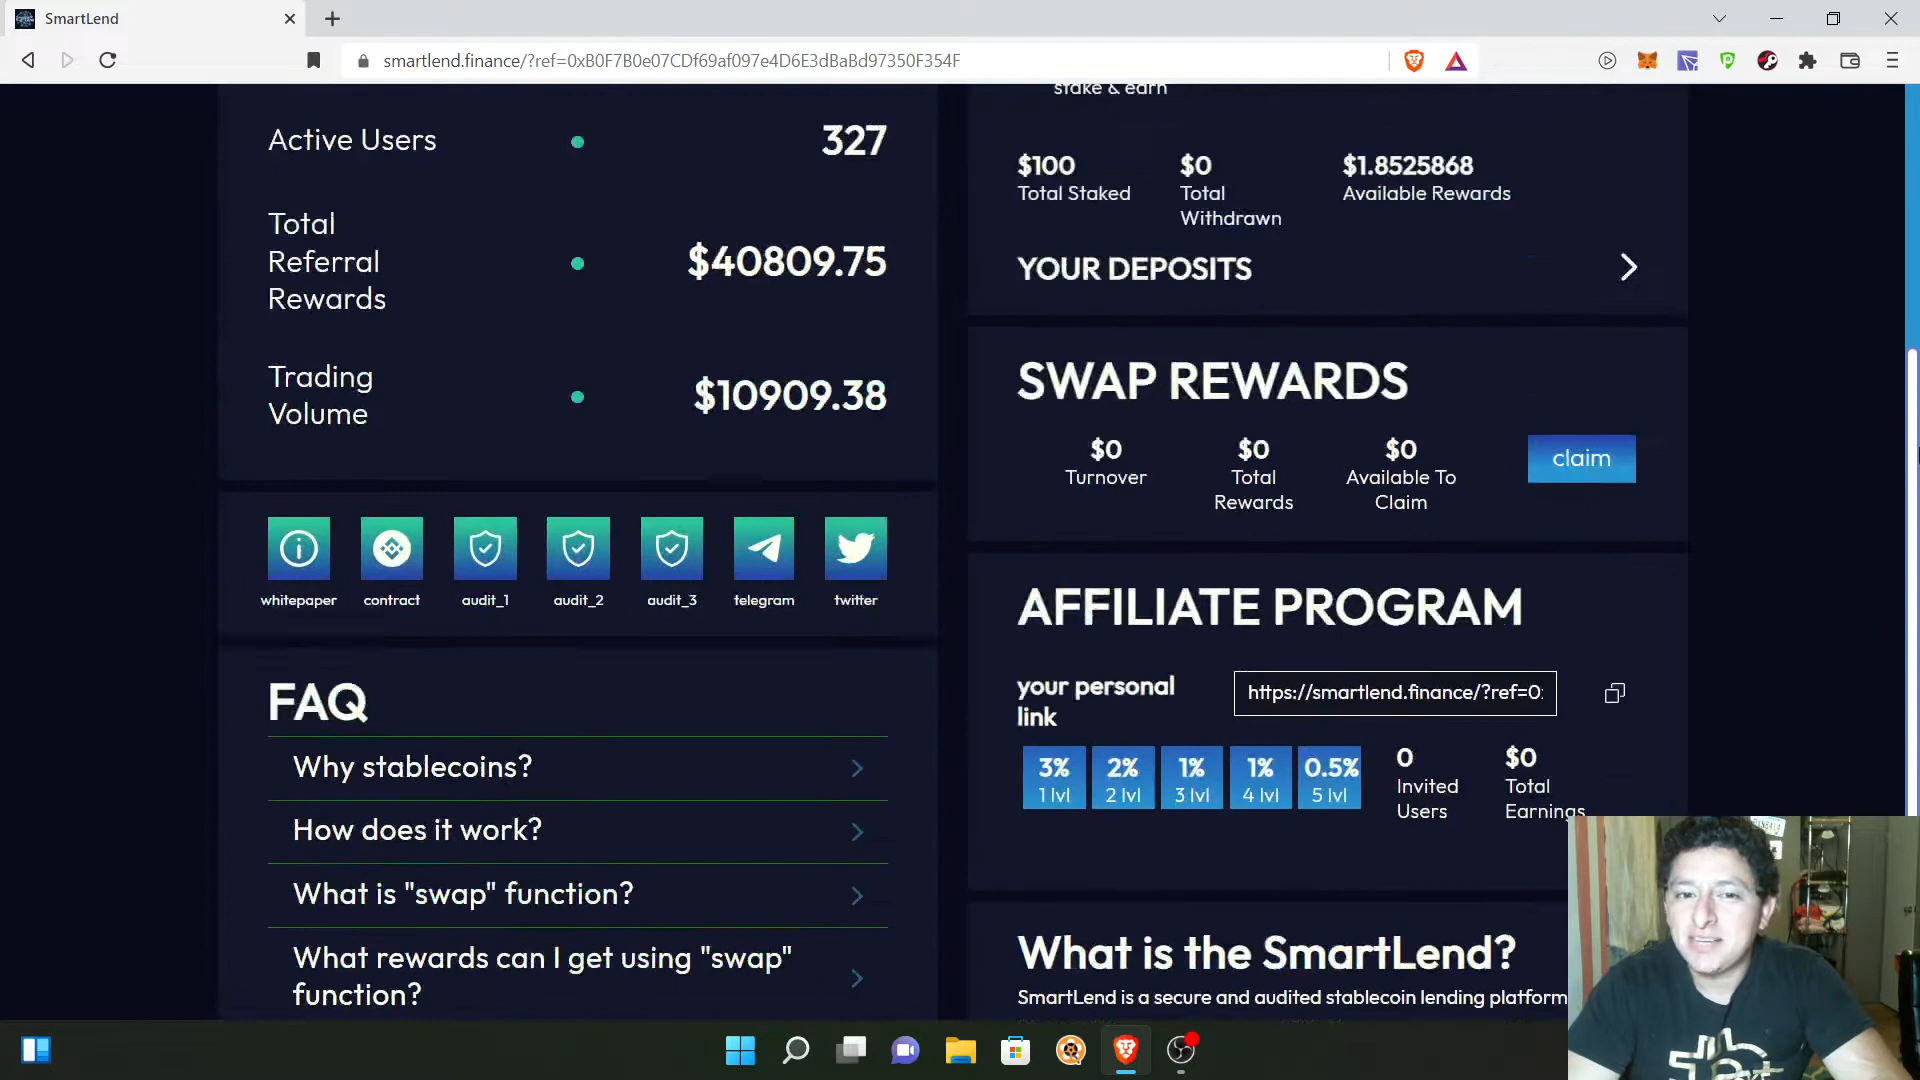 SmartLend
smartlend.finance/?ref=0xB0F7B0e07CDf69af097e4D6E3dBaBd97350F354F
Active Users
327
Total
Referral
Rewards
$40809.75
Trading
Volume
$10909.38
whitepaper
contract
audit_1
audit_2
audit_3
telegram
twitter
FAQ
Why stablecoins?
How does it work?
What is "swap" function?
What rewards can I get using "swap"
function?
stake & earn
$100
Total Staked
$0
Total
Withdrawn
$1.8525868
Available Rewards
YOUR DEPOSITS
SWAP REWARDS
$0
Turnover
$0
Total
Rewards
$0
Available To
Claim
claim
AFFILIATE PROGRAM
your personal
link
https://smartlend.finance/?ref=0
3%
1 lvl
2%
2 lvl
1%
3 lvl
1%
4 lvl
0.5%
5 lvl
0
Invited
Users
$0
Total
Earnings
What is the SmartLend?
SmartLend is a secure and audited stablecoin lending platform